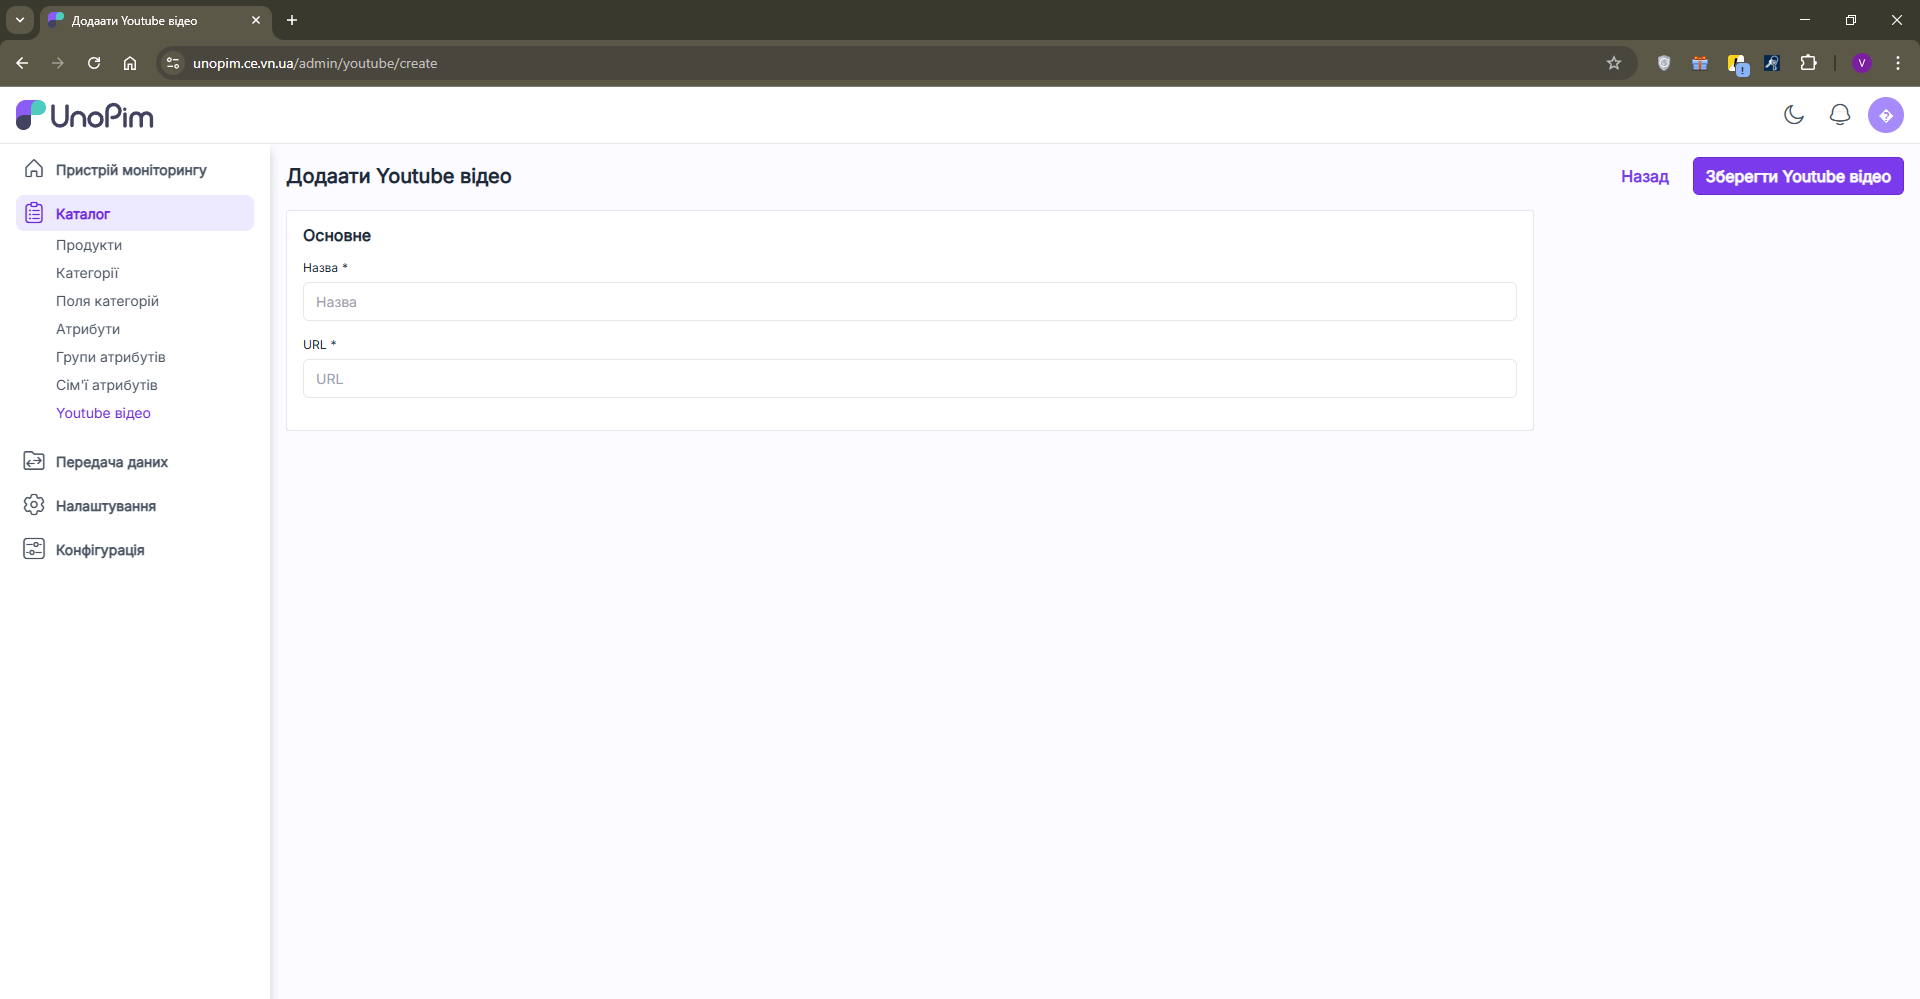 Додаати Youtube відео
unopim.ce.vn.ua/admin/youtube/create
V
UnoPim
Пристрій моніторингу
Каталог
Продукти
Категорії
Поля категорій
Атрибути
Групи атрибутів
Сім'ї атрибутів
Youtube відео
Передача даних
Налаштування
Конфігурація
Додаати Youtube відео
Назад
Зберегти Youtube відео
Основне
Назва *
Назва
URL *
URL